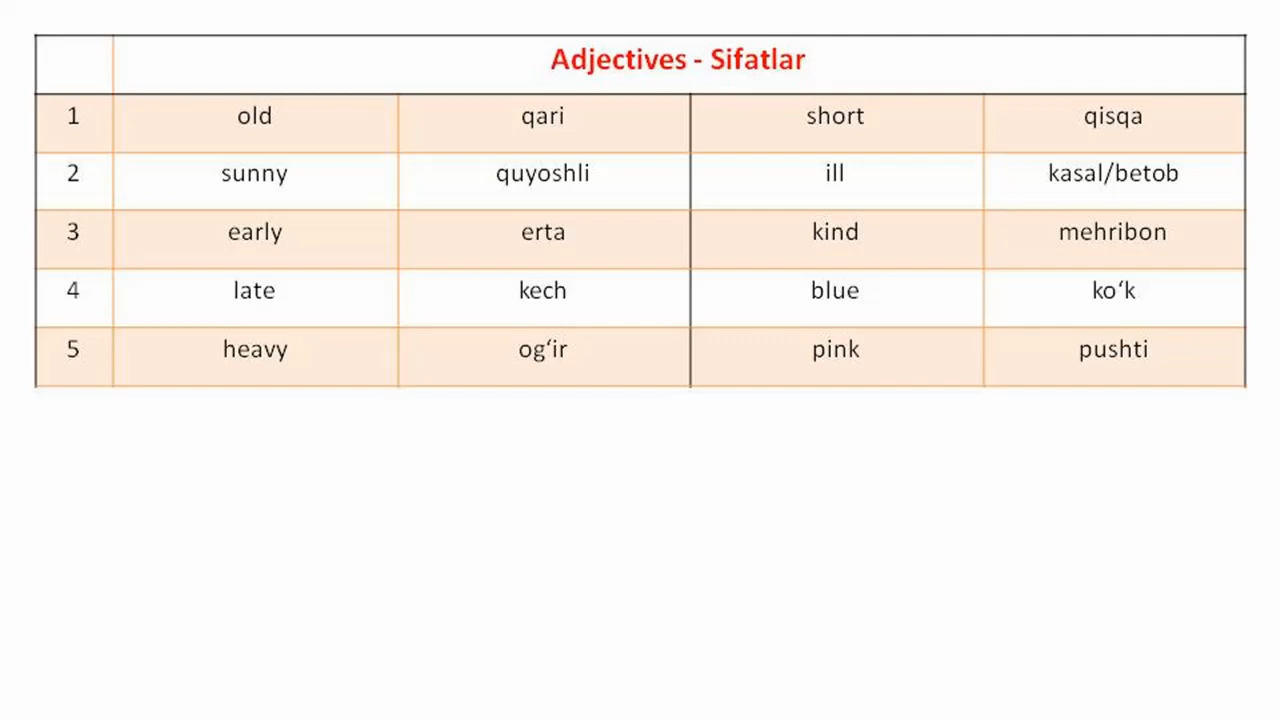 Adjectives - Sifatlar
1 old qari short qisqa
2 sunny quyoshli ill kasal/betob
3 early erta kind mehribon
4 late kech blue ko‘k
5 heavy og‘ir pink pushti